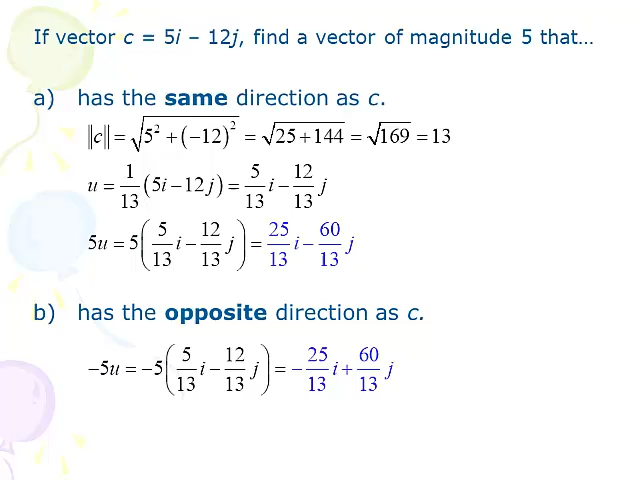 If vector c = 5i – 12j, find a vector of magnitude 5 that…
a) has the same direction as c.
‖c‖ = √(5² + (−12)²) = √(25 + 144) = √169 = 13
u = 1/13 (5i − 12j) = 5/13 i − 12/13 j
5u = 5(5/13 i − 12/13 j) = 25/13 i − 60/13 j
b) has the opposite direction as c.
−5u = −5(5/13 i − 12/13 j) = −25/13 i + 60/13 j